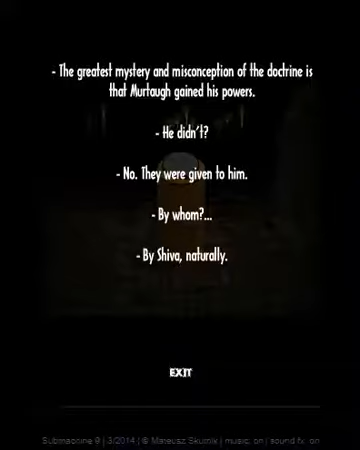 - The greatest mystery and misconception of the doctrine is
that Murtaugh gained his powers.
- He didn't?
- No. They were given to him.
- By whom?...
- By Shiva, naturally.
EXIT
Submachine 9 | 3/2014 | © Mateusz Skutnik | music: on | sound fx: on